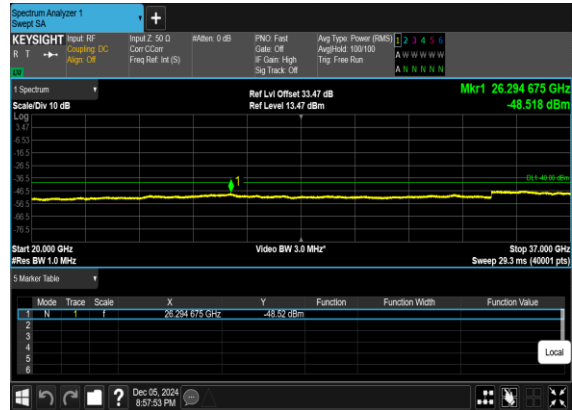 Spectrum Analyzer 1
Swept SA
KEYSIGHT Input: RF Input Z: 50 Ω #Atten: 0 dB PNO: Fast Avg Type: Power (RMS) 1 2 3 4 5 6
R T Coupling: DC Corr CCorr Gate: Off Avg|Hold: 100/100 A W W W W W
Align: Off Freq Ref: Int (S) IF Gain: High Trig: Free Run
Sig Track: Off A N N N N N
1 Spectrum Ref Lvl Offset 33.47 dB Mkr1 26.294 675 GHz
Scale/Div 10 dB Ref Level 13.47 dBm -48.518 dBm
Log
3.47
-6.53
-16.5
-26.5
-36.5 DL1 -40.00 dBm
-46.5 1
-56.5
-66.5
-76.5
Start 20.000 GHz Video BW 3.0 MHz* Stop 37.000 GHz
#Res BW 1.0 MHz Sweep 29.3 ms (40001 pts)
5 Marker Table
Mode Trace Scale X Y Function Function Width Function Value
1 N 1 f 26.294 675 GHz -48.52 dBm
2
3
4
5
6
Local
? Dec 05, 2024
8:57:53 PM